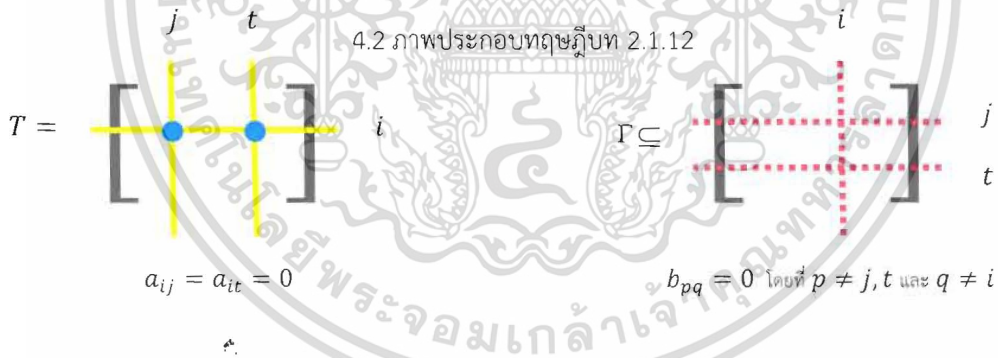 4.2 ภาพประกอบทฤษฎีบท 2.1.12
j t
T = i
a_{ij} = a_{it} = 0
i
Γ ⊆ j
t
b_{pq} = 0 โดยที่ p ≠ j, t และ q ≠ i